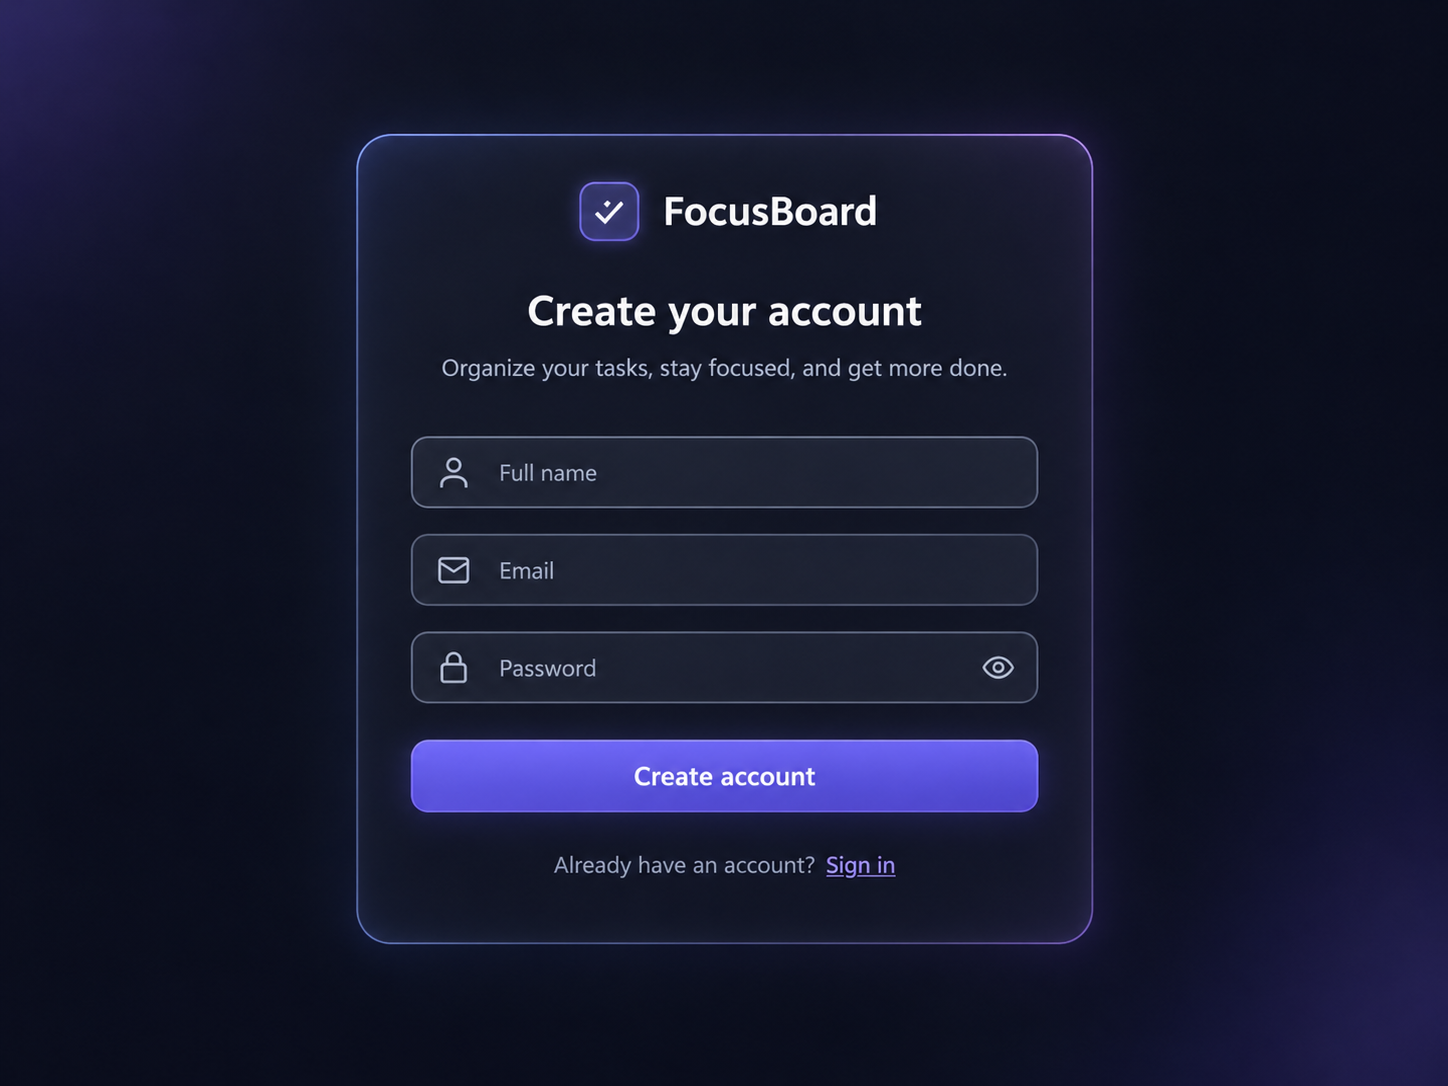 FocusBoard
Create your account
Organize your tasks, stay focused, and get more done.
Full name
Email
Password
Create account
Already have an account? Sign in